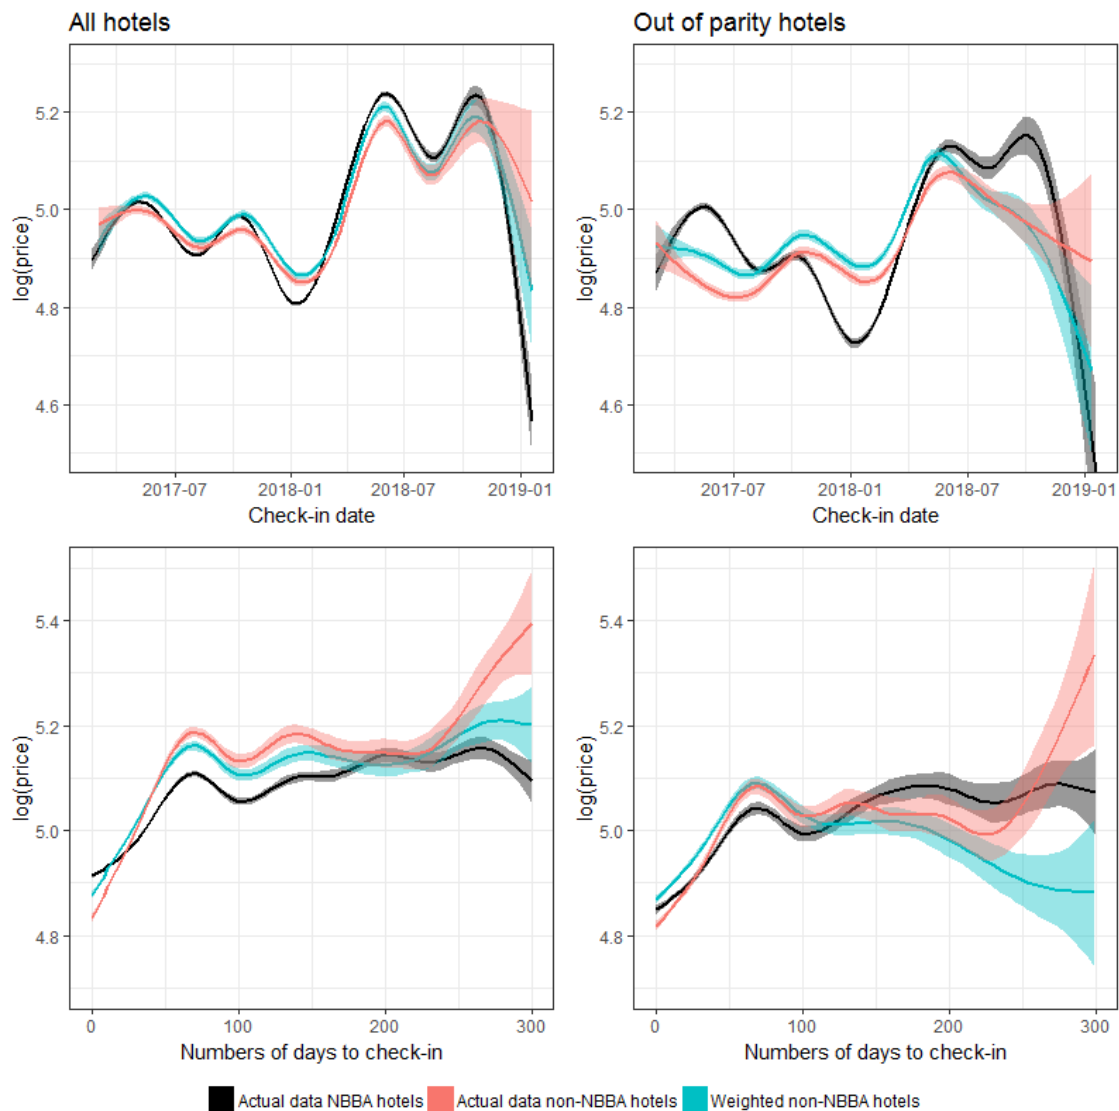 All hotels
Out of parity hotels
log(price)
5.2
5.0
4.8
4.6
2017-07 2018-01 2018-07 2019-01
Check-in date
log(price)
5.2
5.0
4.8
4.6
2017-07 2018-01 2018-07 2019-01
Check-in date
log(price)
5.4
5.2
5.0
4.8
0 100 200 300
Numbers of days to check-in
log(price)
5.4
5.2
5.0
4.8
0 100 200 300
Numbers of days to check-in
Actual data NBBA hotels Actual data non-NBBA hotels Weighted non-NBBA hotels